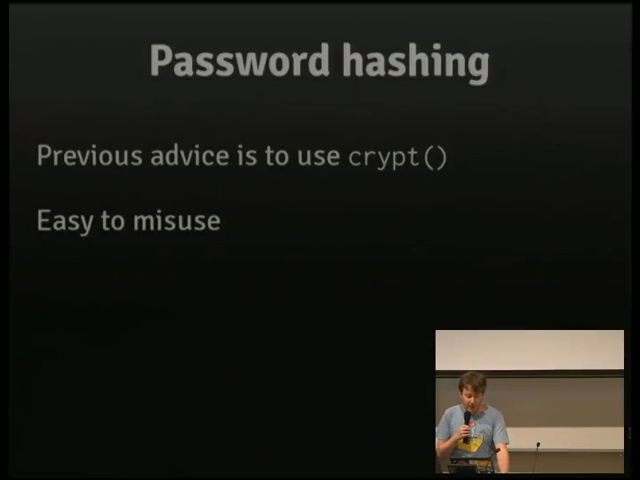 Password hashing
Previous advice is to use crypt()
Easy to misuse